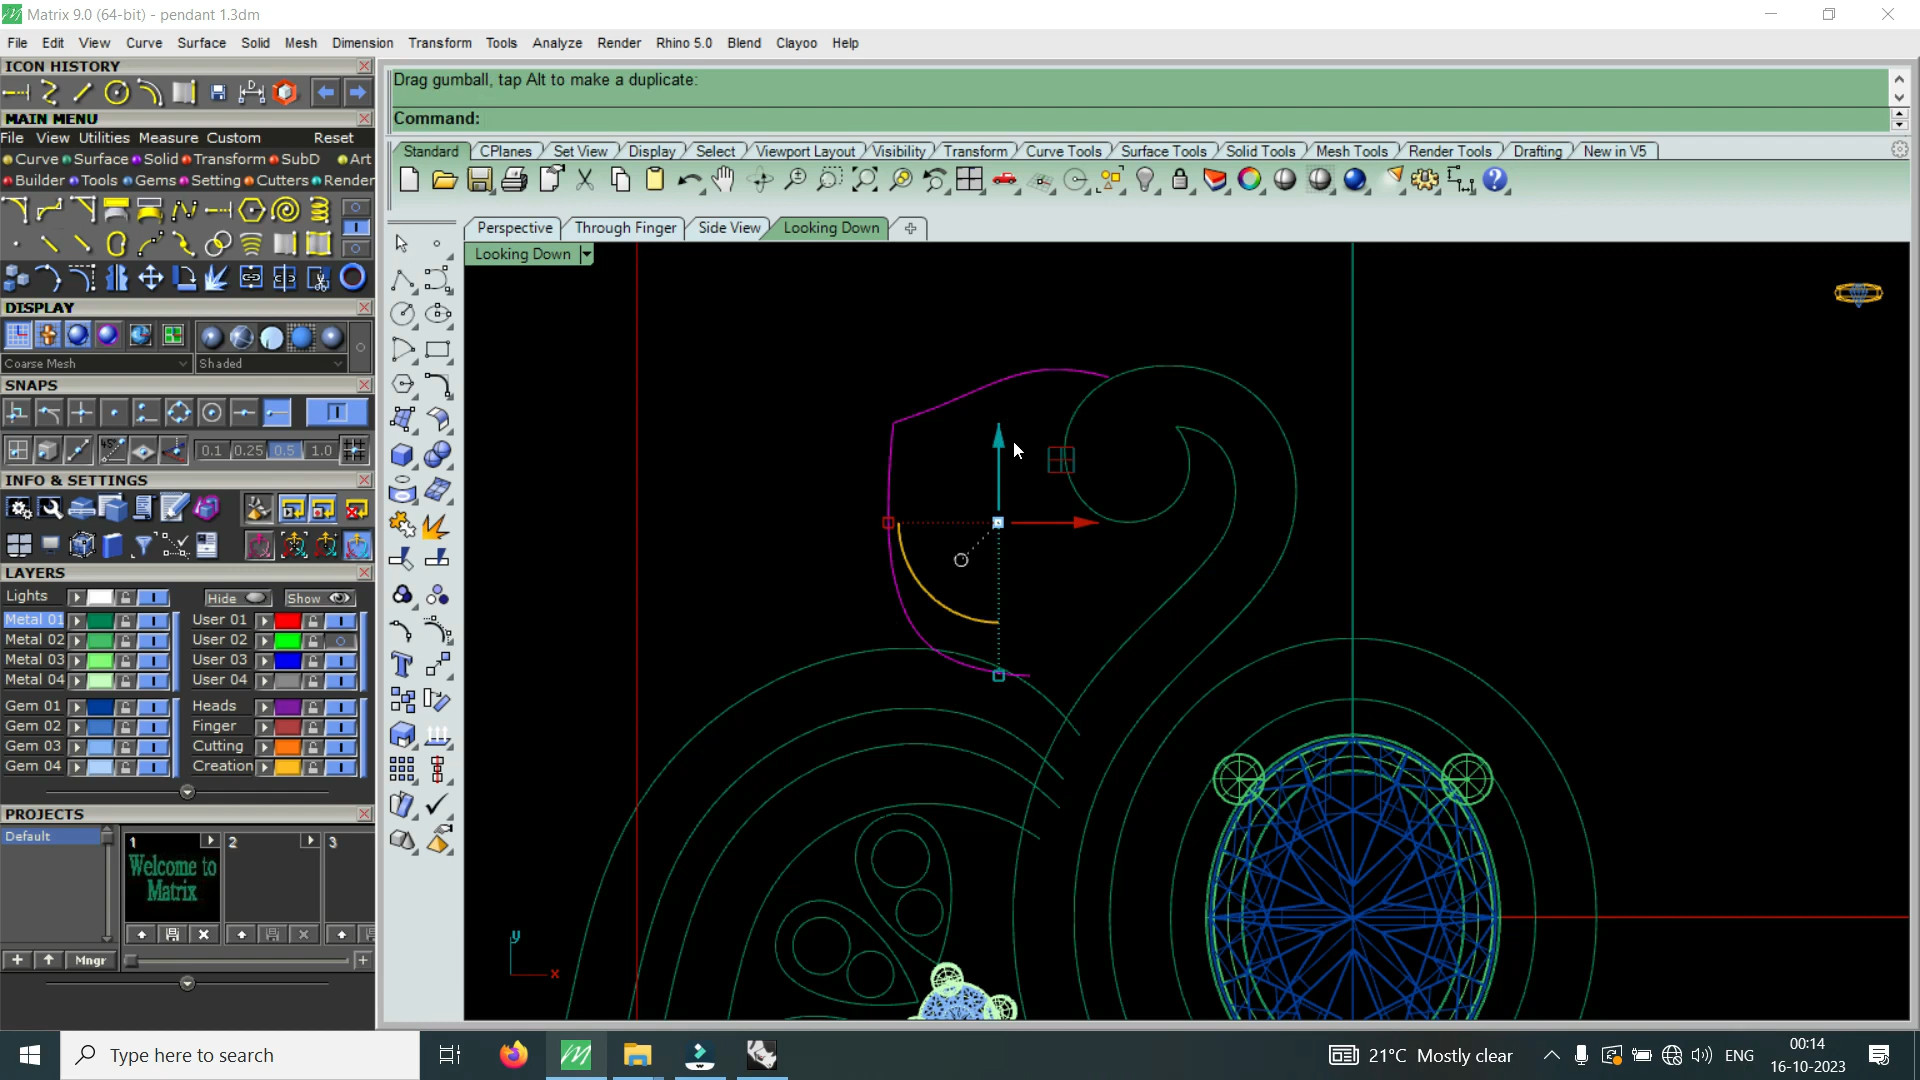 Matrix 9.0 (64-bit) - pendant 1.3dm
File Edit View Curve Surface Solid Mesh Dimension Transform Tools Analyze Render Rhino 5.0 Blend Clayoo Help
ICON HISTORY
Drag gumball, tap Alt to make a duplicate:
Command:
MAIN MENU
File View Utilities Measure Custom Reset
Curve Surface Solid Transform SubD Art
Builder Tools Gems Setting Cutters Render
Standard CPlanes Set View Display Select Viewport Layout Visibility Transform Curve Tools Surface Tools Solid Tools Mesh Tools Render Tools Drafting New in V5
Perspective Through Finger Side View Looking Down
Looking Down
DISPLAY
Coarse Mesh Shaded
SNAPS
0.1 0.25 0.5 1.0
INFO & SETTINGS
LAYERS
Lights Hide Show
Metal 01 User 01
Metal 02 User 02
Metal 03 User 03
Metal 04 User 04
Gem 01 Heads
Gem 02 Finger
Gem 03 Cutting
Gem 04 Creation
PROJECTS
Default 1 2 3
Welcome to
Matrix
Mngr
y
x
Type here to search
21°C Mostly clear
ENG
00:14
16-10-2023